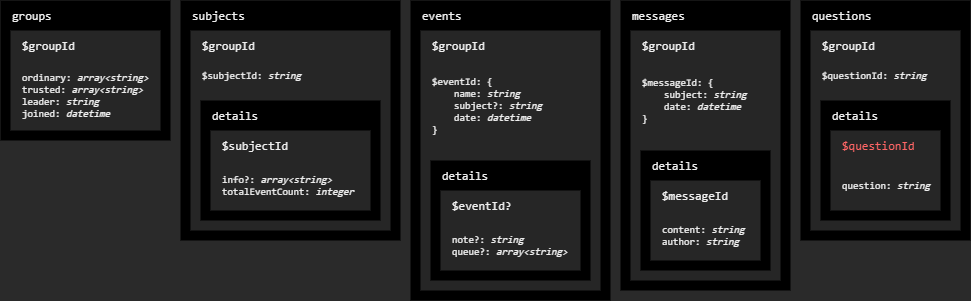 groups
$groupId
ordinary: array<string>
trusted: array<string>
leader: string
joined: datetime
subjects
$groupId
$subjectId: string
details
$subjectId
info?: array<string>
totalEventCount: integer
events
$groupId
$eventId: {
name: string
subject?: string
date: datetime
}
details
$eventId?
note?: string
queue?: array<string>
messages
$groupId
$messageId: {
subject: string
date: datetime
}
details
$messageId
content: string
author: string
questions
$groupId
$questionId: string
details
$questionId
question: string